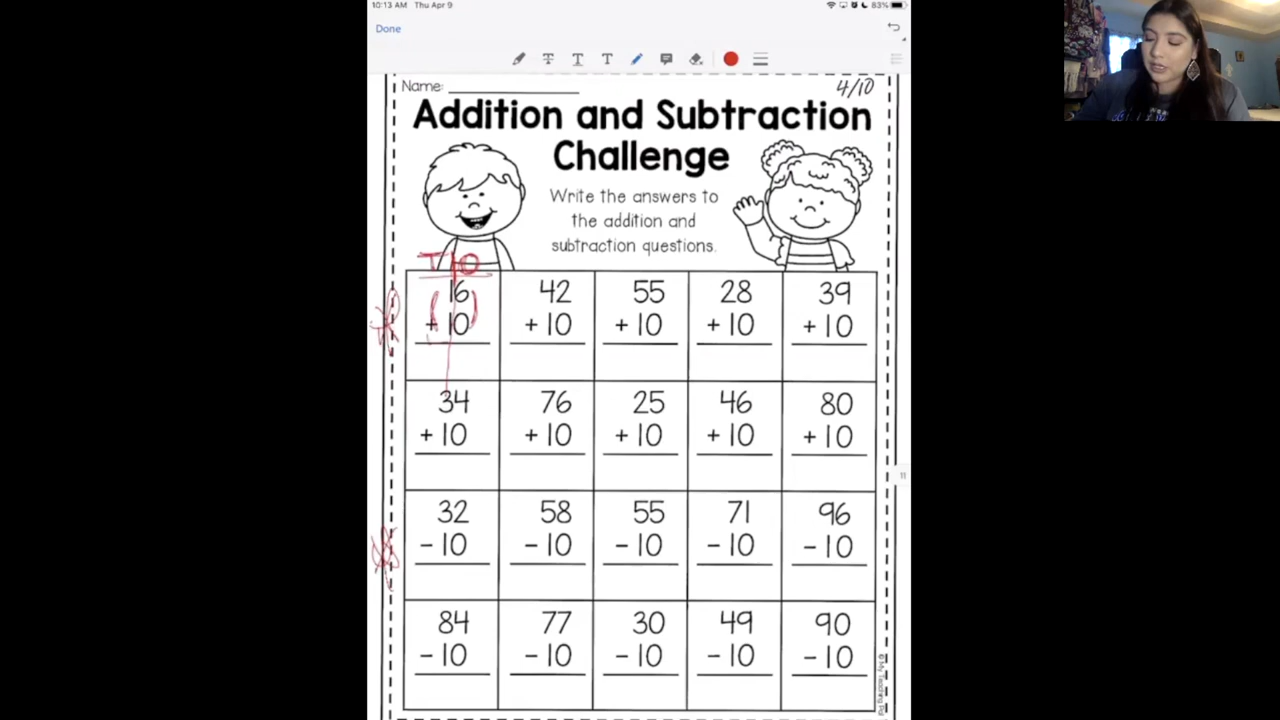 10:13 AM Thu Apr 9
83%
Done
T T T
Name:
4/10
Addition and Subtraction
Challenge
Write the answers to
the addition and
subtraction questions.
T O
16 42 55 28 39
+ 10 + 10 + 10 + 10 + 10
34 76 25 46 80
+ 10 + 10 + 10 + 10 + 10
11
32 58 55 71 96
- 10 - 10 - 10 - 10 - 10
84 77 30 49 90
- 10 - 10 - 10 - 10 - 10